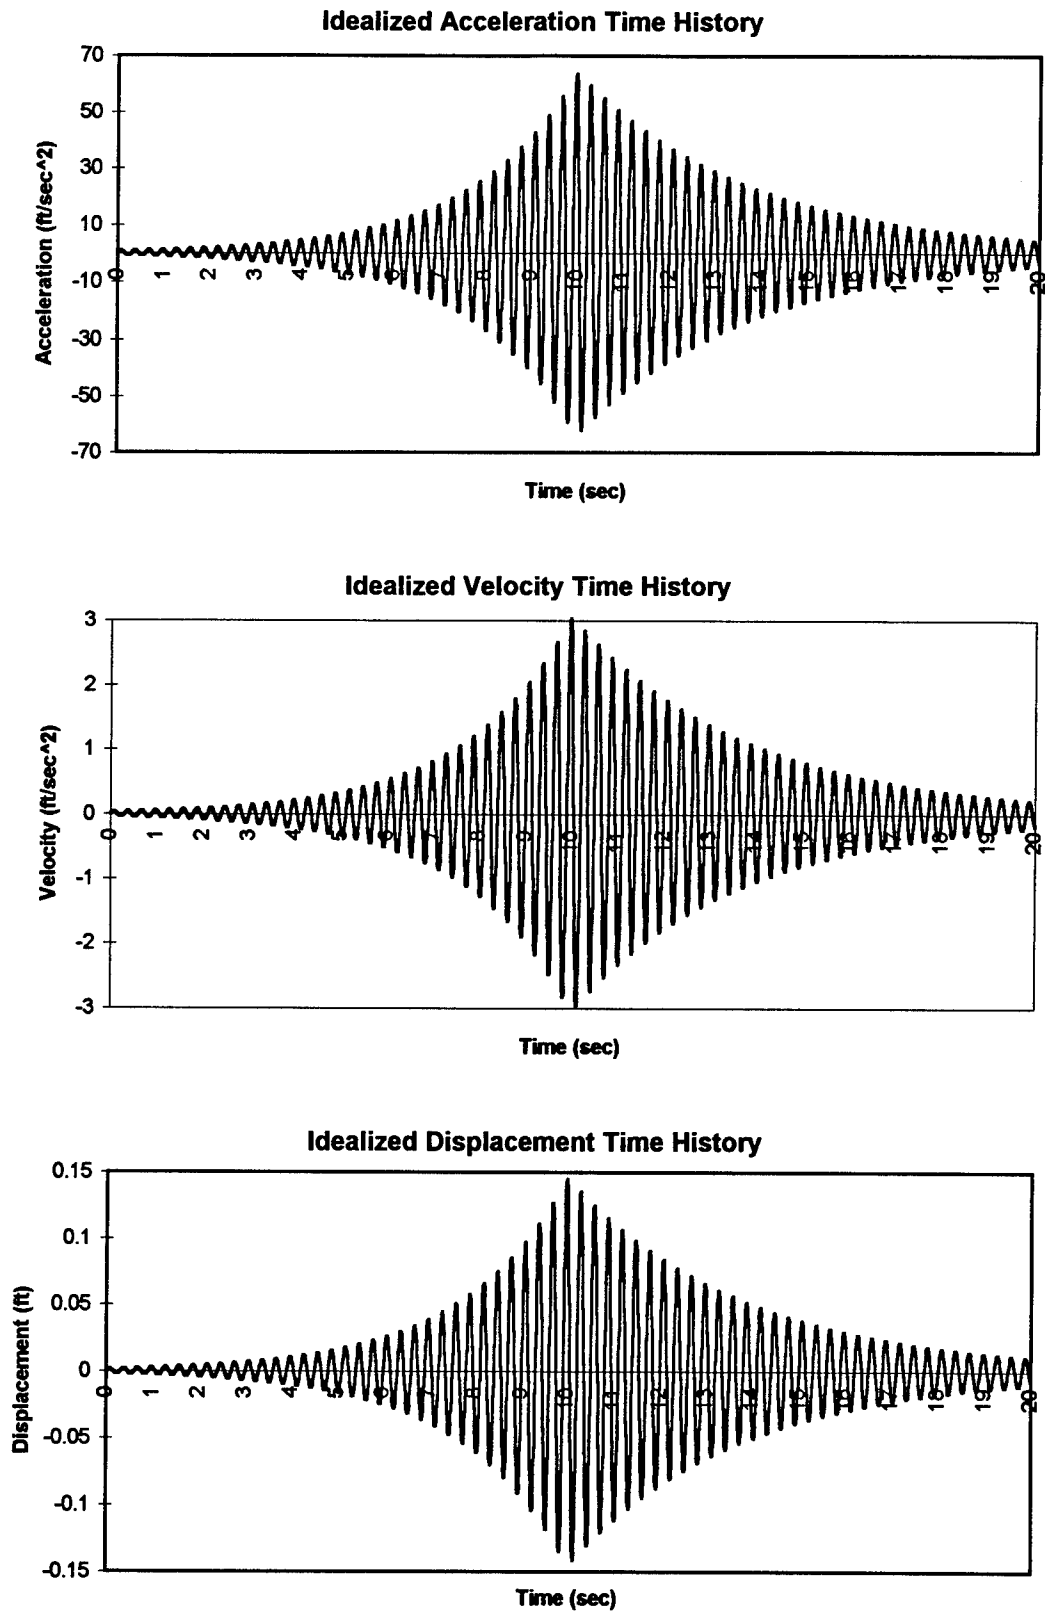 Idealized Acceleration Time History
70
50
30
10
-10
-30
-50
-70
Acceleration (ft/sec^2)
0 1 2 3 4 5 6 7 8 9 10 11 12 13 14 15 16 17 18 19 20
Time (sec)
Idealized Velocity Time History
3
2
1
0
-1
-2
-3
Velocity (ft/sec^2)
0 1 2 3 4 5 6 7 8 9 10 11 12 13 14 15 16 17 18 19 20
Time (sec)
Idealized Displacement Time History
0.15
0.1
0.05
0
-0.05
-0.1
-0.15
Displacement (ft)
0 1 2 3 4 5 6 7 8 9 10 11 12 13 14 15 16 17 18 19 20
Time (sec)